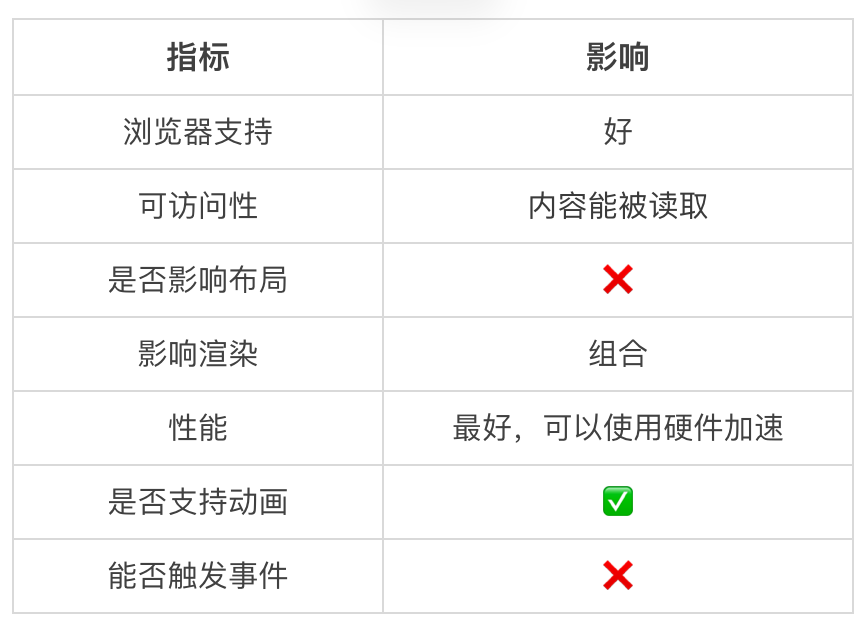 指标 影响
浏览器支持 好
可访问性 内容能被读取
是否影响布局 ❌
影响渲染 组合
性能 最好，可以使用硬件加速
是否支持动画 ✅
能否触发事件 ❌